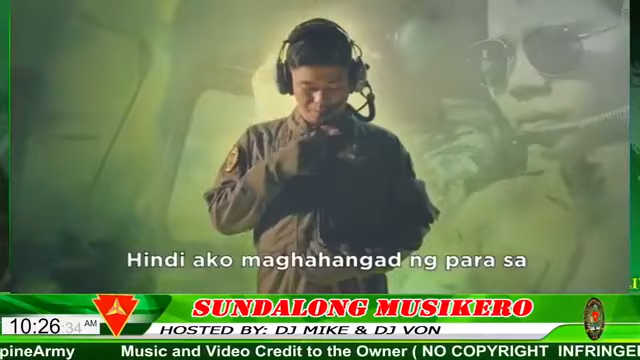 Hindi ako maghahangad ng para sa
SUNDALONG MUSIKERO
HOSTED BY: DJ MIKE & DJ VON
10:26:34 AM
pineArmy Music and Video Credit to the Owner ( NO COPYRIGHT INFRINGE